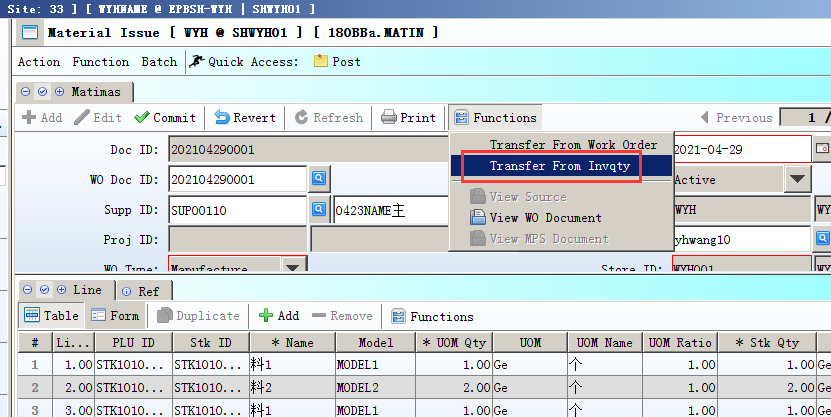 Site: 33 ] [ WYHNAME @ EPBSH-WYH | SHWYH01 ]
Material Issue [ WYH @ SHWYH01 ] [ 180BBa.MATIN ]
Action Function Batch Quick Access: Post
Matimas
Add Edit Commit Revert Refresh Print Functions Previous 1 /
Transfer From Work Order
Transfer From Invqty
View Source
View WO Document
View MPS Document
Doc ID: 202104290001 2021-04-29
WO Doc ID: 202104290001 Active
Supp ID: SUP00110 0423NAME主 WYH WYH
Proj ID: yhwang10
WO Type: Manufacture Store ID: WYH001 WYH
Line Ref
Table Form Duplicate Add Remove Functions
# Li... PLU ID Stk ID * Name Model * UOM Qty UOM UOM Name UOM Ratio * Stk Qty
1 1.00 STK1010... STK1010... 料1 MODEL1 1.00 Ge 个 1.00 1.00 Ge
2 2.00 STK1010... STK1010... 料2 MODEL2 2.00 Ge 个 1.00 2.00 Ge
3 3.00 STK1010... STK1010... 料1 MODEL1 1.00 Ge 个 1.00 1.00 Ge